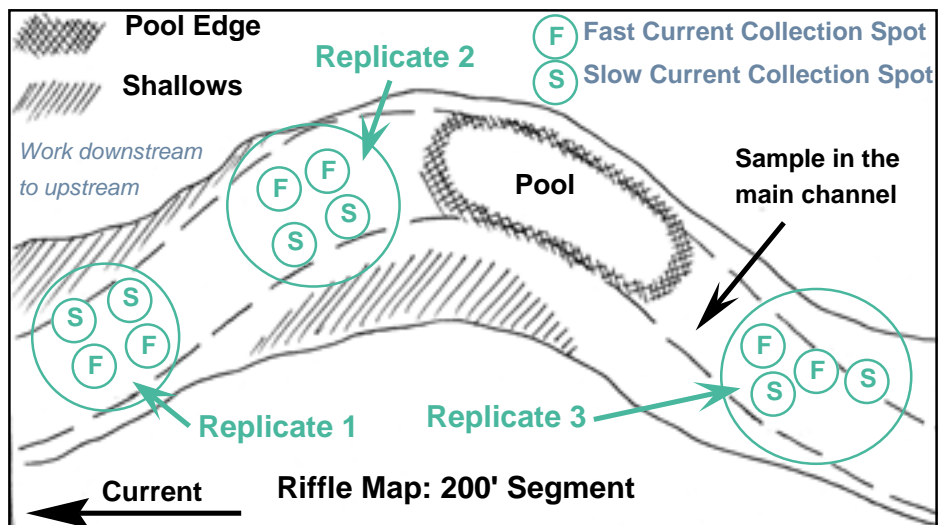 Pool Edge
Shallows
Work downstream
to upstream
Replicate 2
F Fast Current Collection Spot
S Slow Current Collection Spot
Sample in the
main channel
Pool
F
F
S
S
S
S
F
F
F
F
S
S
Replicate 1
Replicate 3
Current
Riffle Map: 200' Segment